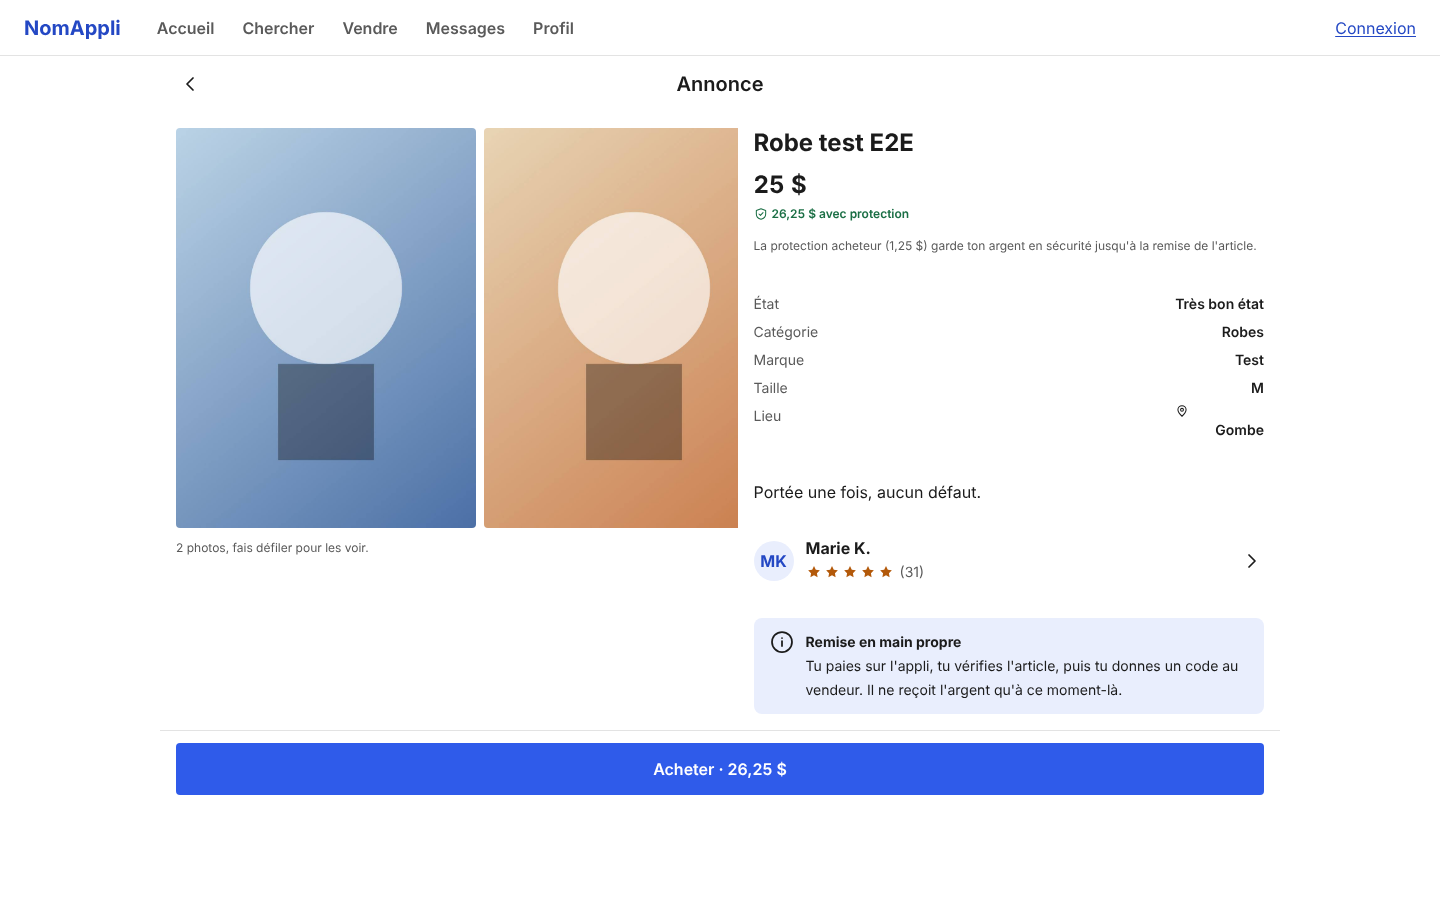 NomAppli
Accueil
Chercher
Vendre
Messages
Profil
Connexion
Annonce
Robe test E2E
25 $
26,25 $ avec protection
La protection acheteur (1,25 $) garde ton argent en sécurité jusqu'à la remise de l'article.
État
Très bon état
Catégorie
Robes
Marque
Test
Taille
M
Lieu
Gombe
Portée une fois, aucun défaut.
2 photos, fais défiler pour les voir.
MK
Marie K.
(31)
Remise en main propre
Tu paies sur l'appli, tu vérifies l'article, puis tu donnes un code au
vendeur. Il ne reçoit l'argent qu'à ce moment-là.
Acheter · 26,25 $